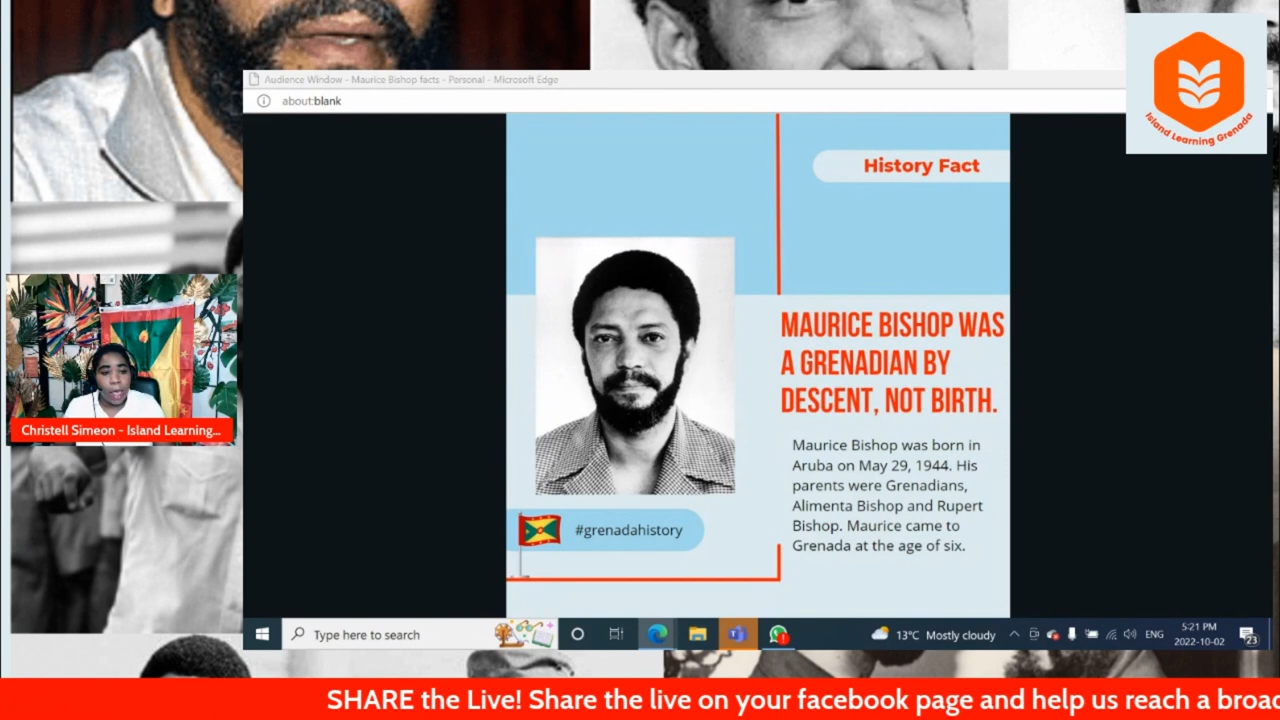 Island Learning Grenada
Audience Window - Maurice Bishop facts - Personal - Microsoft Edge
about:blank
History Fact
MAURICE BISHOP WAS
A GRENADIAN BY
DESCENT, NOT BIRTH.
Maurice Bishop was born in
Aruba on May 29, 1944. His
parents were Grenadians,
Alimenta Bishop and Rupert
Bishop. Maurice came to
Grenada at the age of six.
#grenadahistory
Christell Simeon - Island Learning...
Type here to search
13°C Mostly cloudy
ENG
5:21 PM
2022-10-02
23
SHARE the Live! Share the live on your facebook page and help us reach a broad